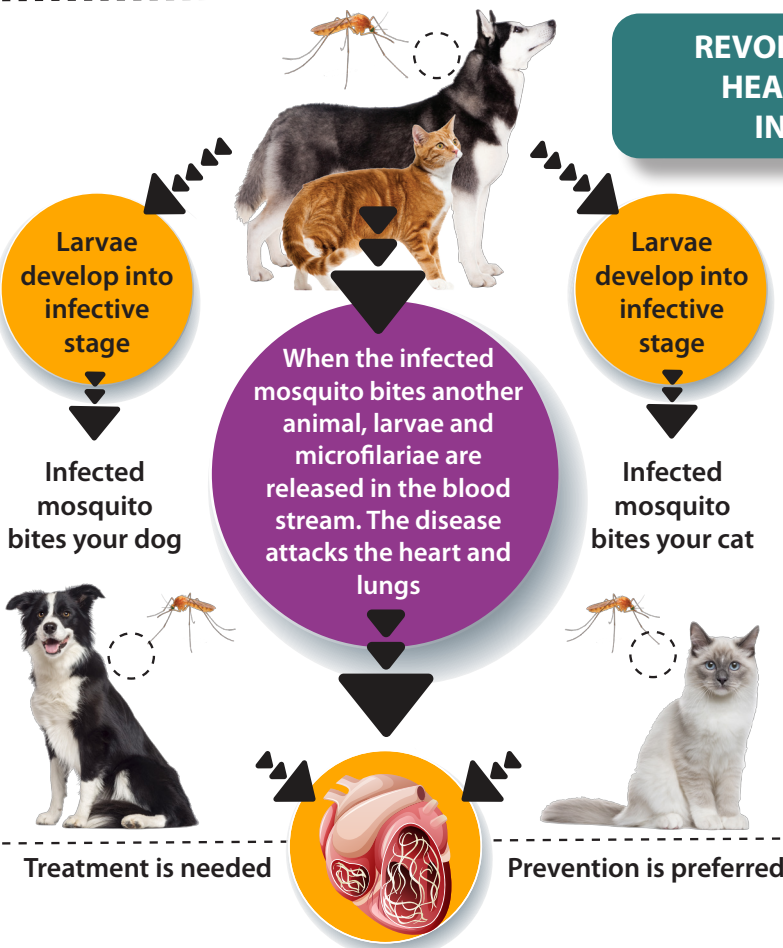 HEA
IN
Larvae
develop into
infective
stage
Larvae
develop into
infective
stage
When the infected
mosquito bites another
animal, larvae and
microfilariae are
released in the blood
stream. The disease
attacks the heart and
lungs
Infected
mosquito
bites your dog
Infected
mosquito
bites your cat
Treatment is needed
Prevention is preferred